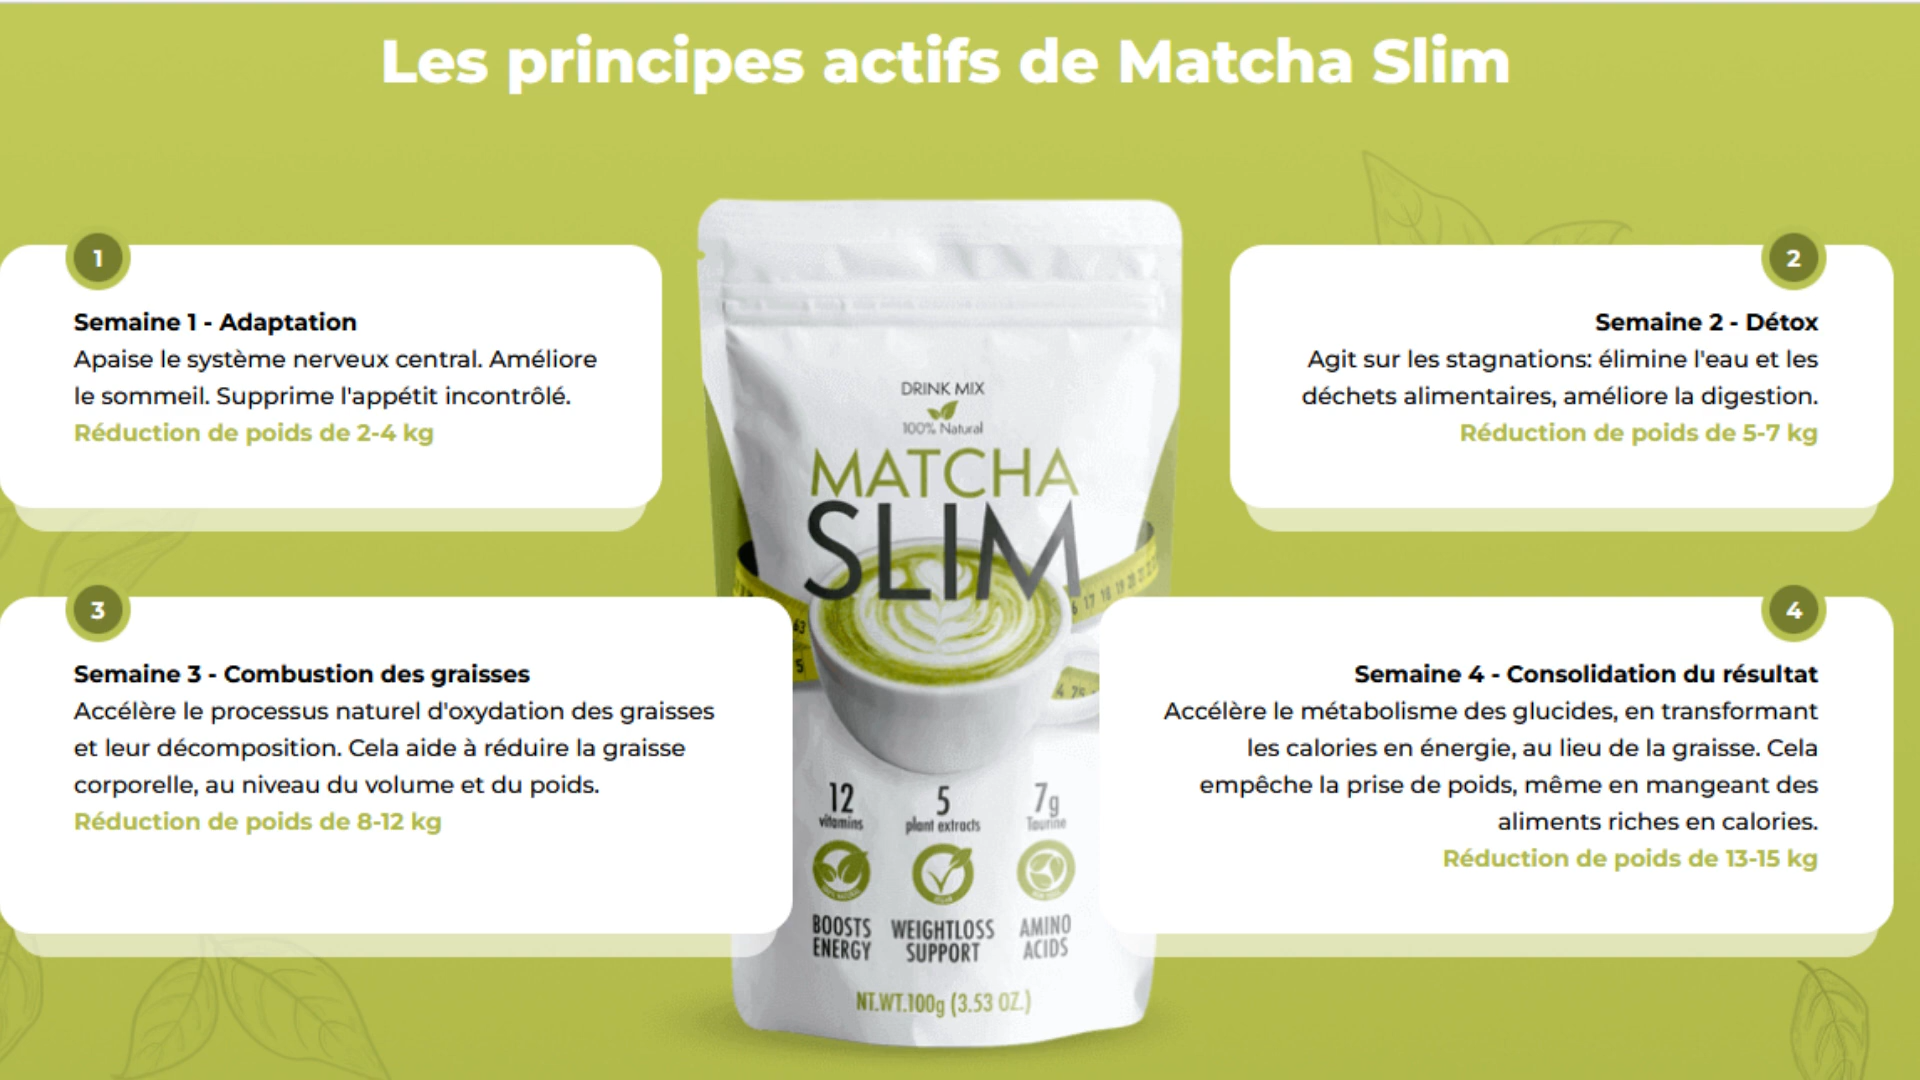 Les principes actifs de Matcha Slim
1
Semaine 1 - Adaptation
Apaise le système nerveux central. Améliore
le sommeil. Supprime l'appétit incontrôlé.
Réduction de poids de 2-4 kg
2
Semaine 2 - Détox
Agit sur les stagnations: élimine l'eau et les
déchets alimentaires, améliore la digestion.
Réduction de poids de 5-7 kg
DRINK MIX
100% Natural
MATCHA
SLIM
3
Semaine 3 - Combustion des graisses
Accélère le processus naturel d'oxydation des graisses
et leur décomposition. Cela aide à réduire la graisse
corporelle, au niveau du volume et du poids.
Réduction de poids de 8-12 kg
4
Semaine 4 - Consolidation du résultat
Accélère le métabolisme des glucides, en transformant
les calories en énergie, au lieu de la graisse. Cela
empêche la prise de poids, même en mangeant des
aliments riches en calories.
Réduction de poids de 13-15 kg
12 5 7g
vitamins plant extracts Taurine
BOOSTS WEIGHTLOSS AMINO
ENERGY SUPPORT ACIDS
NT.WT.100g (3.53 OZ.)